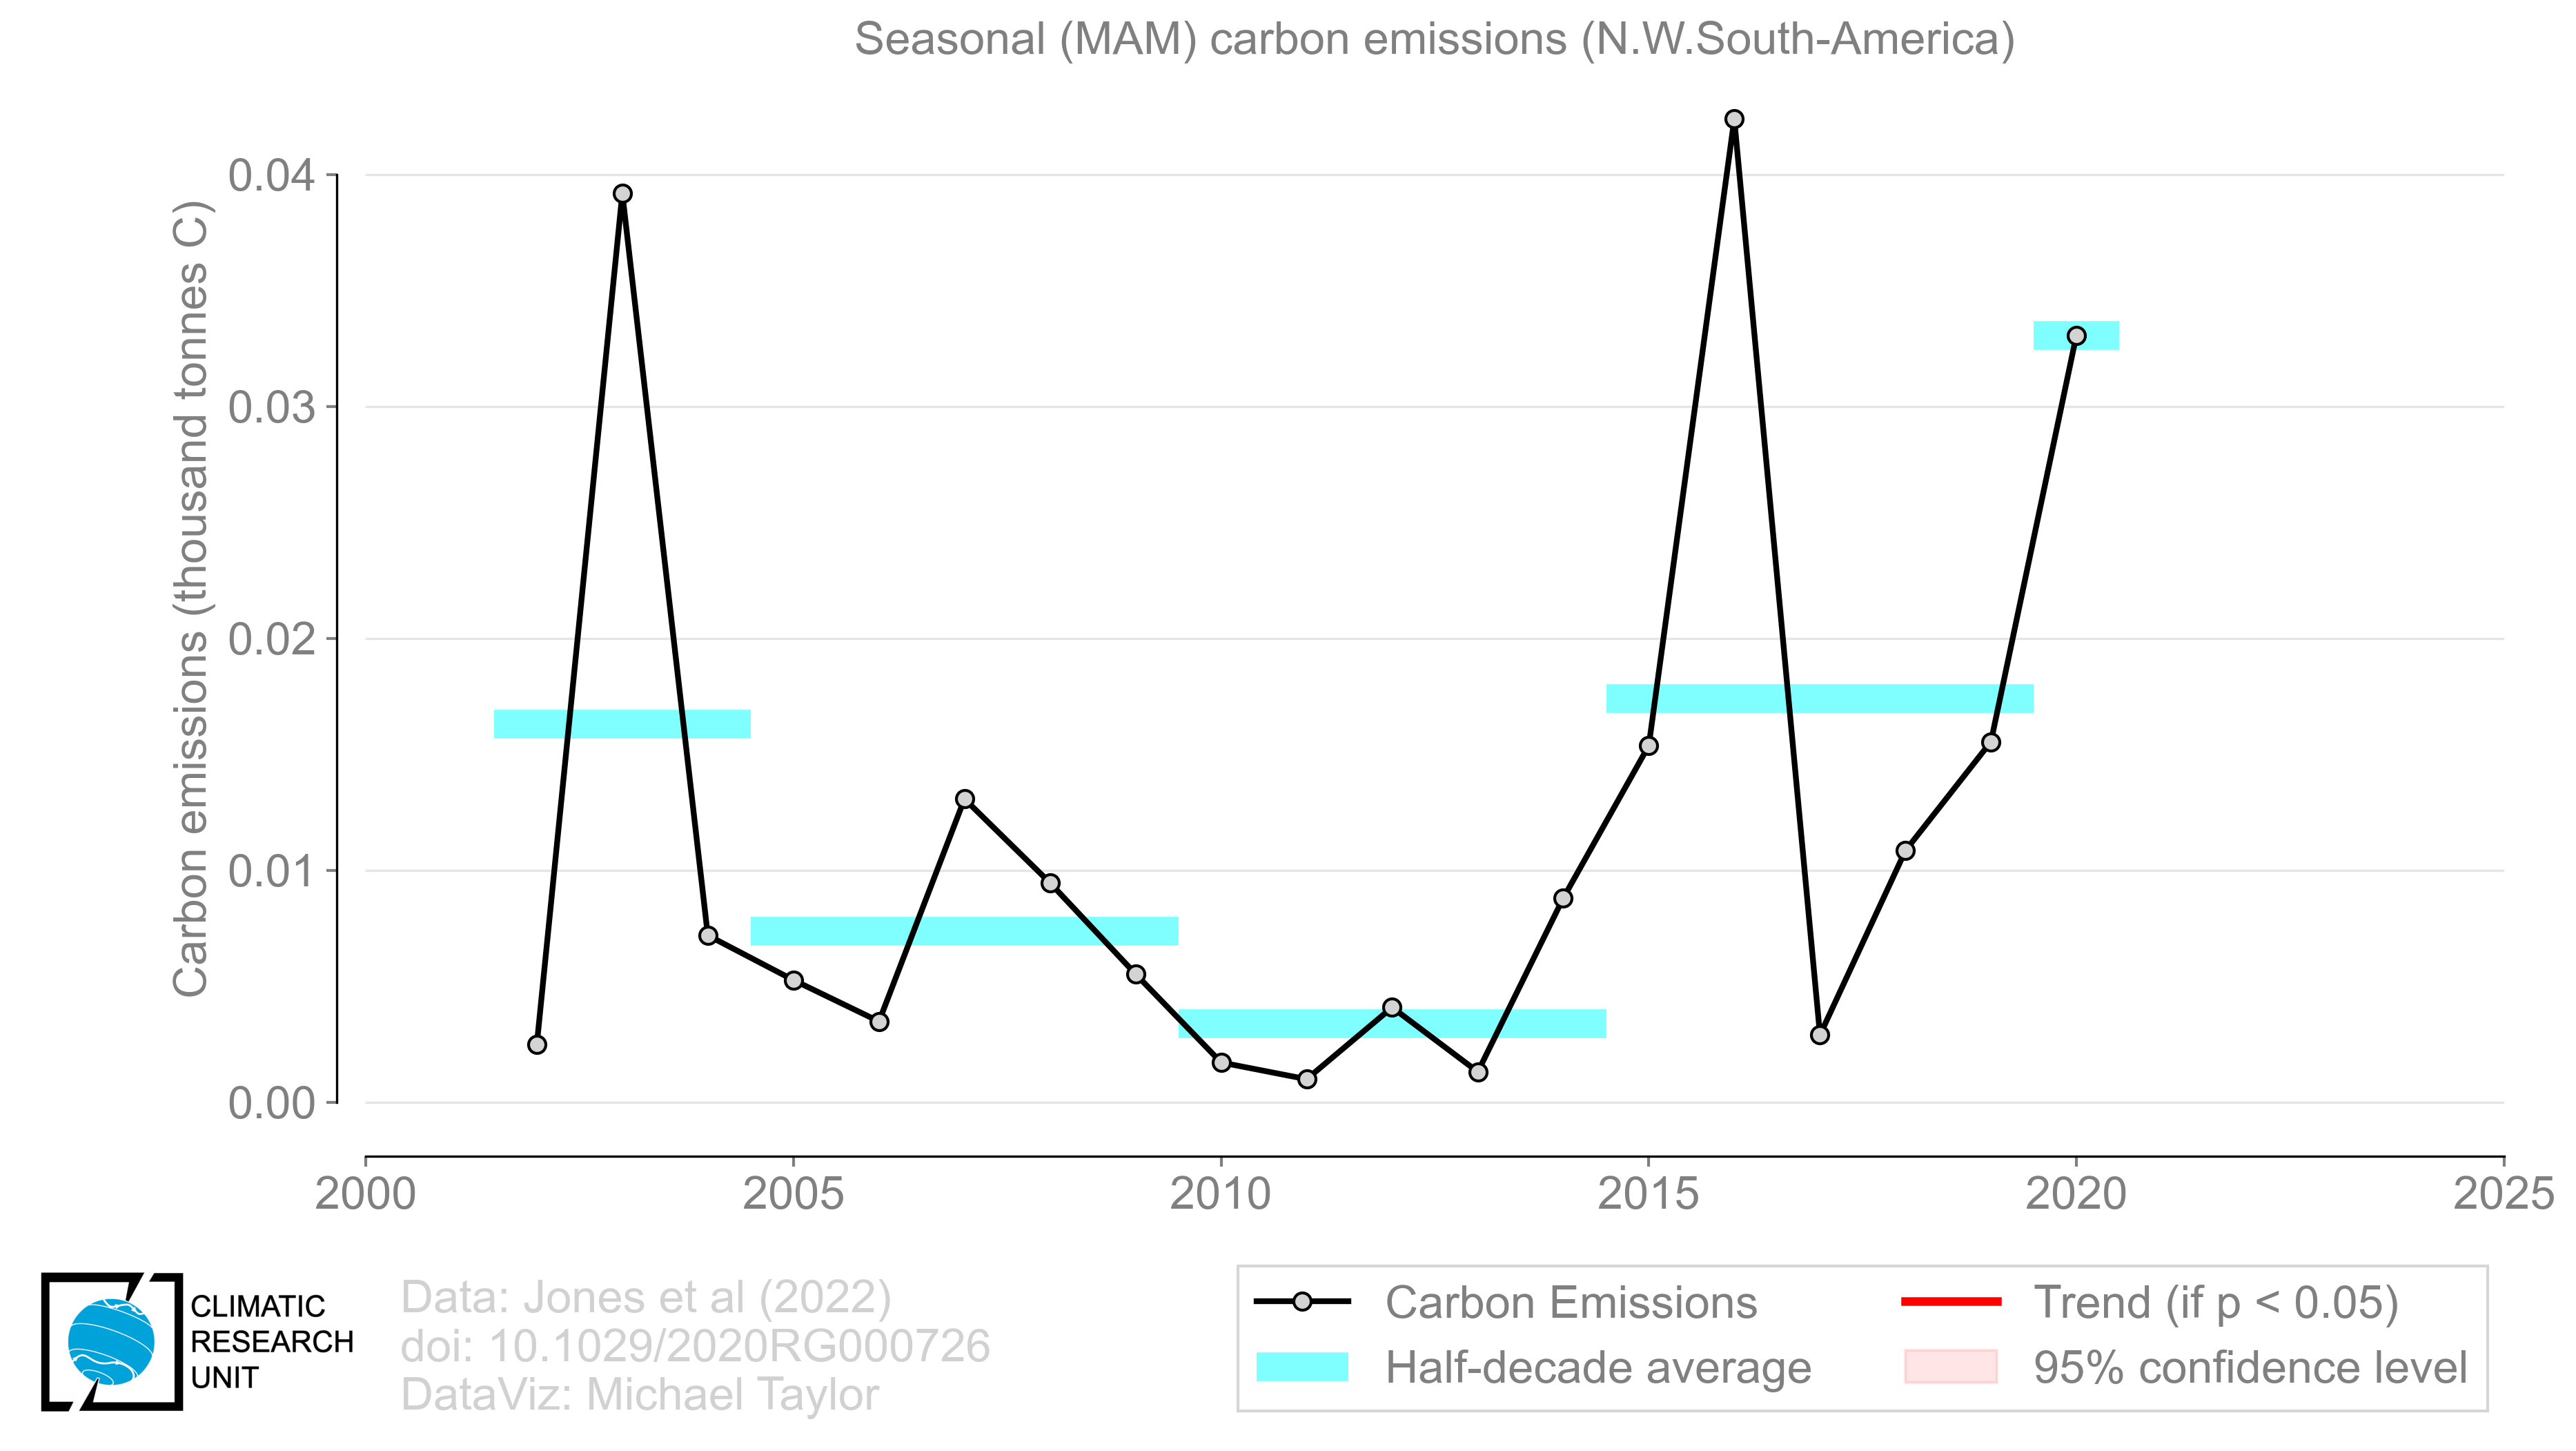 Seasonal (MAM) carbon emissions (N.W.South-America)
Carbon emissions (thousand tonnes C)
0.04
0.03
0.02
0.01
0.00
2000
2005
2010
2015
2020
2025
CLIMATIC
RESEARCH
UNIT
Data: Jones et al (2022)
doi: 10.1029/2020RG000726
DataViz: Michael Taylor
Carbon Emissions
Half-decade average
Trend (if p < 0.05)
95% confidence level